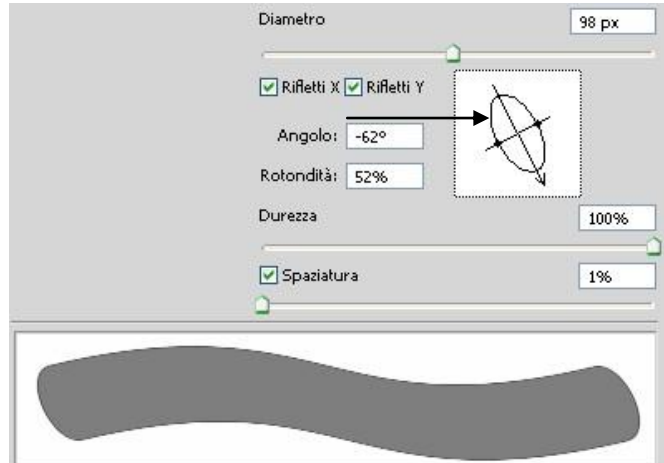 Diametro 98 px
Rifletti X Rifletti Y
Angolo: -62°
Rotondità: 52%
Durezza 100%
Spaziatura 1%